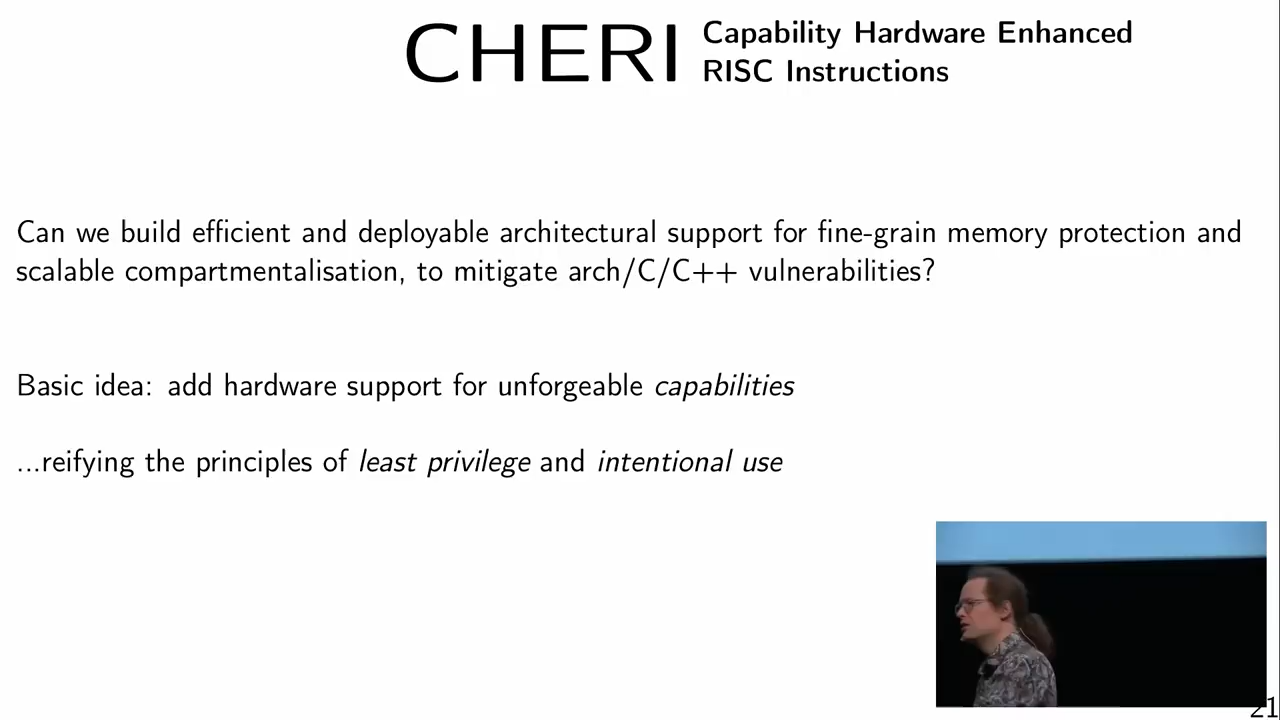 CHERI
Capability Hardware Enhanced
RISC Instructions
Can we build efficient and deployable architectural support for fine-grain memory protection and
scalable compartmentalisation, to mitigate arch/C/C++ vulnerabilities?
Basic idea: add hardware support for unforgeable capabilities
...reifying the principles of least privilege and intentional use
21